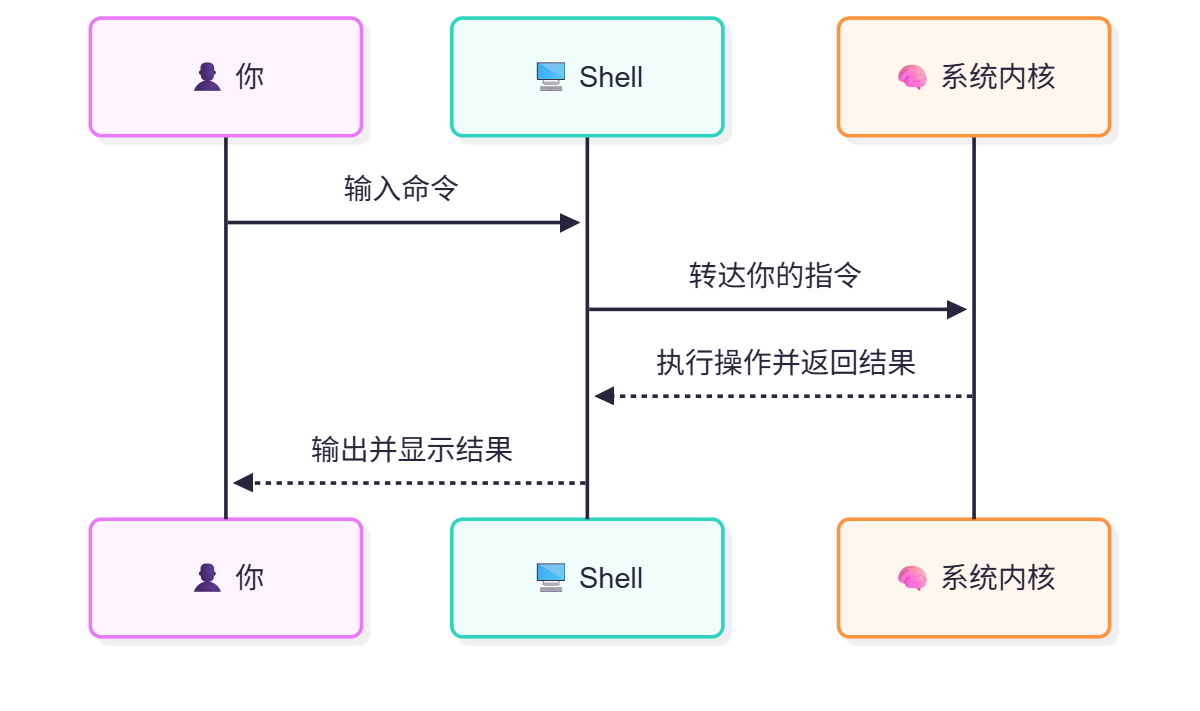 你
Shell
系统内核
输入命令
转达你的指令
执行操作并返回结果
输出并显示结果
你
Shell
系统内核